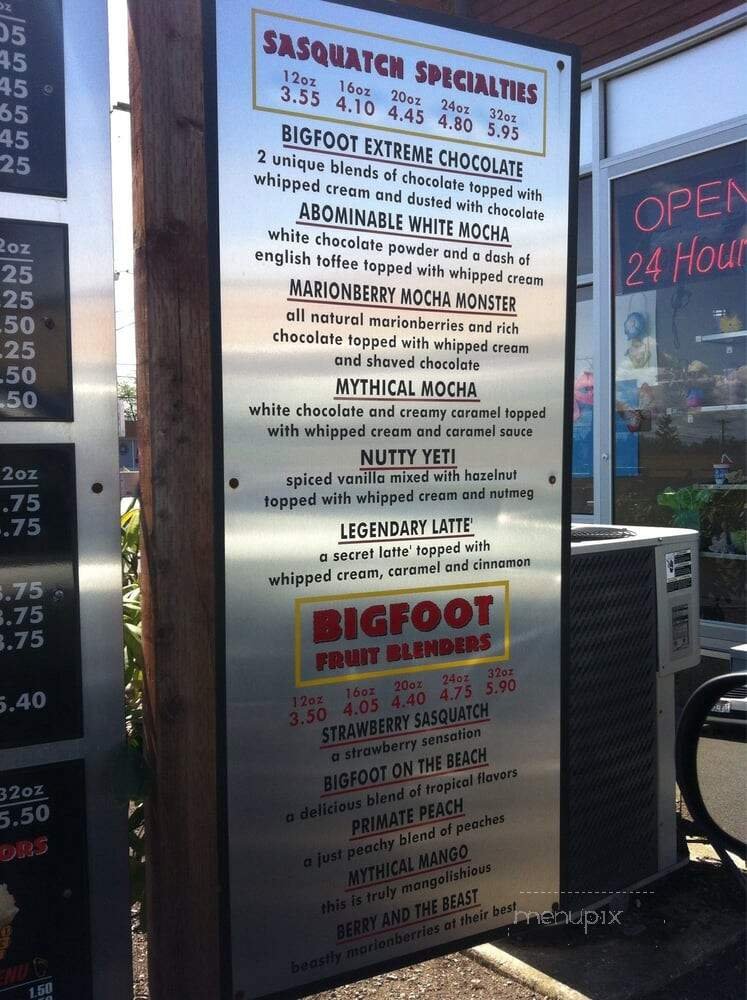 SASQUATCH SPECIALTIES
12oz 16oz 20oz 24oz 32oz
3.55 4.10 4.45 4.80 5.95
BIGFOOT EXTREME CHOCOLATE
2 unique blends of chocolate topped with
whipped cream and dusted with chocolate
ABOMINABLE WHITE MOCHA
white chocolate powder and a dash of
english toffee topped with whipped cream
MARIONBERRY MOCHA MONSTER
all natural marionberries and rich
chocolate topped with whipped cream
and shaved chocolate
MYTHICAL MOCHA
white chocolate and creamy caramel topped
with whipped cream and caramel sauce
NUTTY YETI
spiced vanilla mixed with hazelnut
topped with whipped cream and nutmeg
LEGENDARY LATTE'
a secret latte' topped with
whipped cream, caramel and cinnamon
BIGFOOT
FRUIT BLENDERS
12oz 16oz 20oz 24oz 32oz
3.50 4.05 4.40 4.75 5.90
STRAWBERRY SASQUATCH
a strawberry sensation
BIGFOOT ON THE BEACH
a delicious blend of tropical flavors
PRIMATE PEACH
a just peachy blend of peaches
MYTHICAL MANGO
this is truly mangolishious
BERRY AND THE BEAST
beastly marionberries at their best
OPEN
24 Hour
32oz
5.50
1.50
menupix